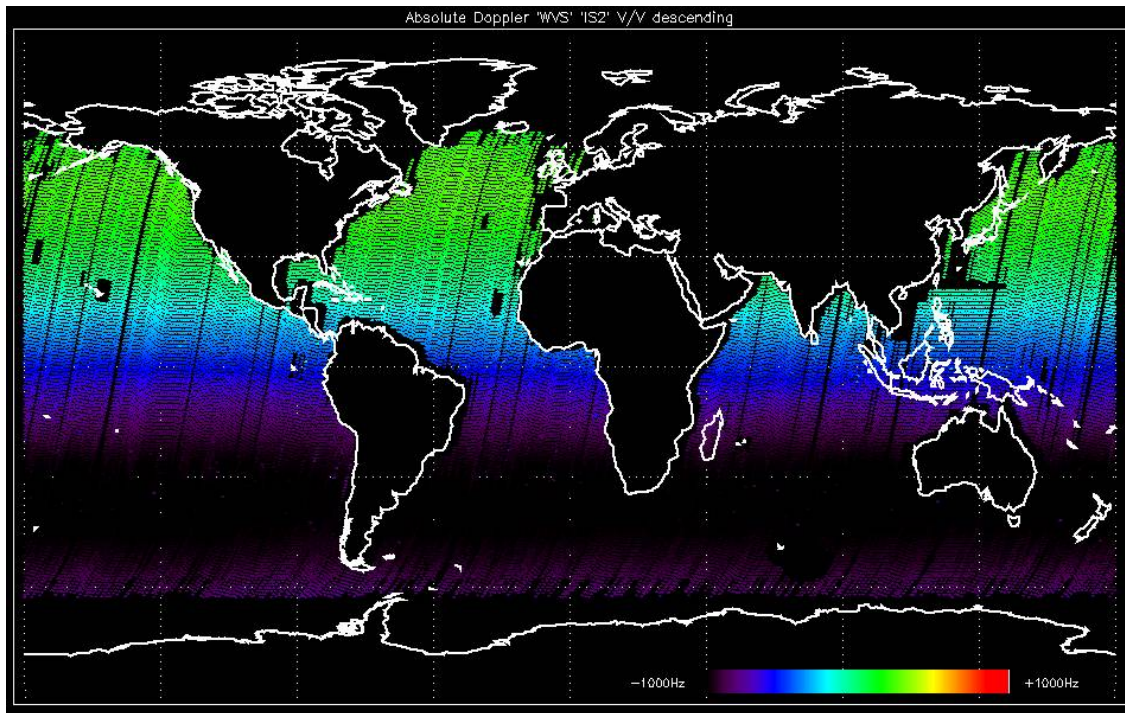 Absolute Doppler 'WVS' 'IS2' V/V descending
-1000Hz +1000Hz